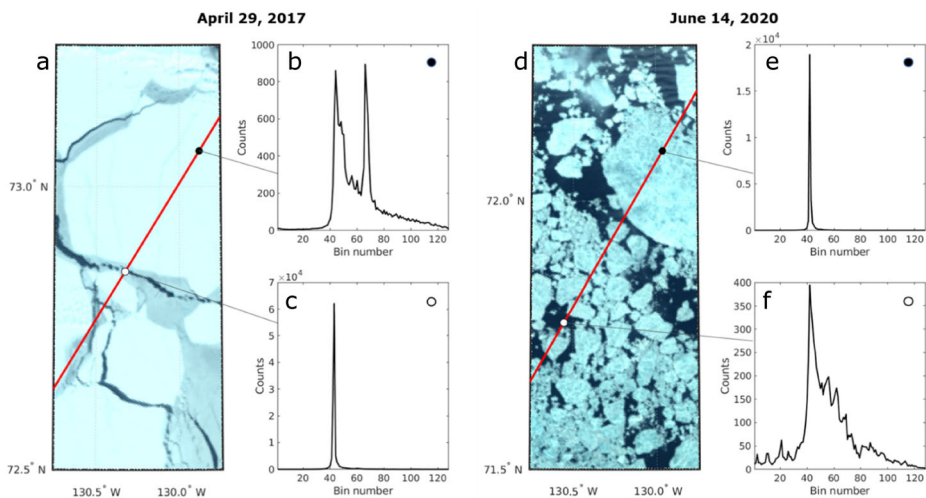 April 29, 2017
June 14, 2020
a
73.0° N
72.5° N
130.5° W
130.0° W
b
1000
800
600
400
200
0
Counts
0
20
40
60
80
100
120
Bin number
c
×10⁴
7
6
5
4
3
2
1
0
Counts
0
20
40
60
80
100
120
Bin number
d
72.0° N
71.5° N
130.5° W
130.0° W
e
×10⁴
2
1.5
1
0.5
0
Counts
0
20
40
60
80
100
120
Bin number
f
400
350
300
250
200
150
100
50
0
Counts
0
20
40
60
80
100
120
Bin number